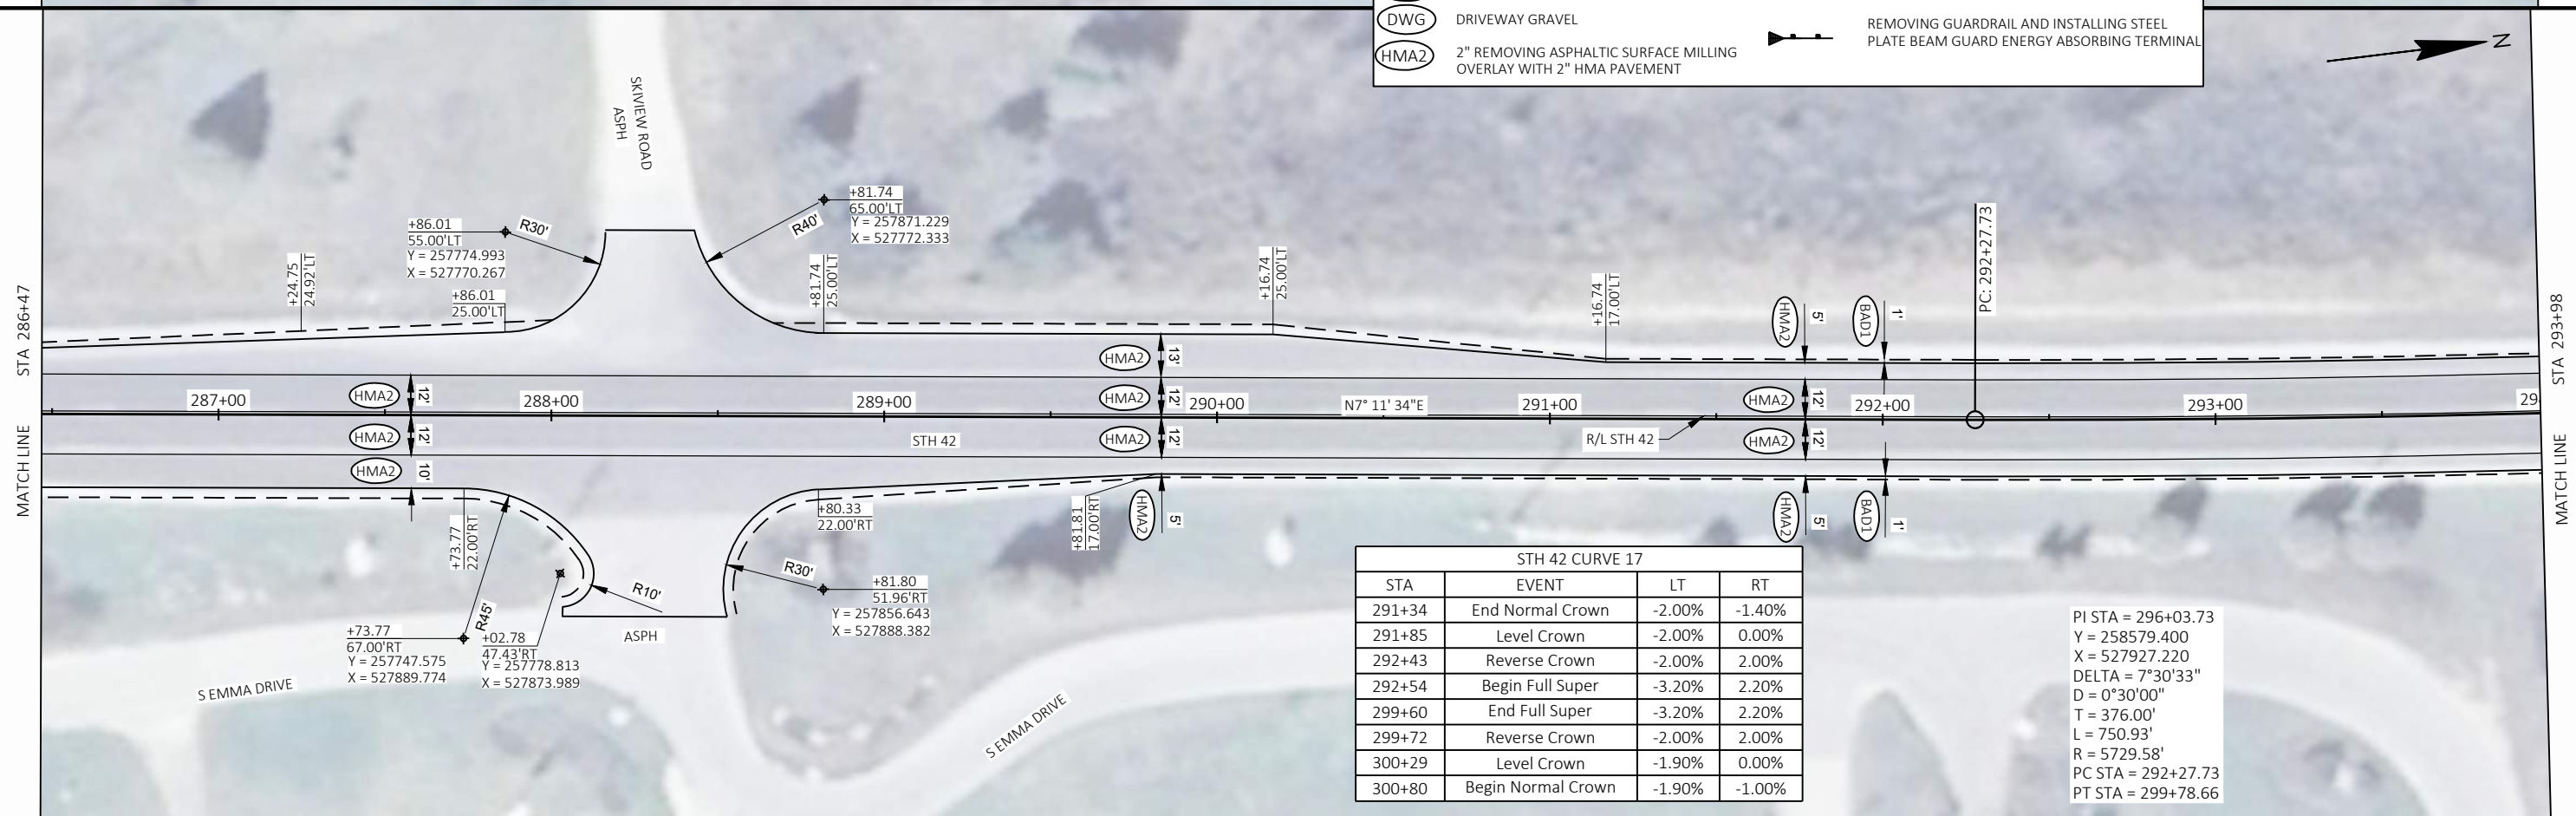 DWG DRIVEWAY GRAVEL
HMA2 2" REMOVING ASPHALTIC SURFACE MILLING
OVERLAY WITH 2" HMA PAVEMENT
REMOVING GUARDRAIL AND INSTALLING STEEL
PLATE BEAM GUARD ENERGY ABSORBING TERMINAL
N
SKIVIEW ROAD
ASPH
+86.01
55.00'LT
Y = 257774.993
X = 527770.267
R30'
+81.74
65.00'LT
Y = 257871.229
X = 527772.333
R40'
+24.75
24.92'LT
+86.01
25.00'LT
+81.74
25.00'LT
+16.74
25.00'LT
+16.74
17.00'LT
HMA2 5'
BAD1 1'
PC: 292+27.73
MATCH LINE STA 286+47
MATCH LINE STA 293+98
HMA2 13'
HMA2 12'
HMA2 12'
HMA2 12'
287+00
288+00
289+00
290+00
N7° 11' 34"E
291+00
292+00
293+00
29
HMA2 12'
HMA2 12'
HMA2 12'
HMA2 10'
STH 42
R/L STH 42
+73.77
22.00'RT
+80.33
22.00'RT
+81.81
17.00'RT
HMA2 5'
HMA2 5'
BAD1 1'
R45'
R10'
R30'
+81.80
51.96'RT
Y = 257856.643
X = 527888.382
+73.77
67.00'RT
Y = 257747.575
X = 527889.774
+02.78
47.43'RT
Y = 257778.813
X = 527873.989
ASPH
S EMMA DRIVE
S EMMA DRIVE
STH 42 CURVE 17
STA EVENT LT RT
291+34 End Normal Crown -2.00% -1.40%
291+85 Level Crown -2.00% 0.00%
292+43 Reverse Crown -2.00% 2.00%
292+54 Begin Full Super -3.20% 2.20%
299+60 End Full Super -3.20% 2.20%
299+72 Reverse Crown -2.00% 2.00%
300+29 Level Crown -1.90% 0.00%
300+80 Begin Normal Crown -1.90% -1.00%
PI STA = 296+03.73
Y = 258579.400
X = 527927.220
DELTA = 7°30'33"
D = 0°30'00"
T = 376.00'
L = 750.93'
R = 5729.58'
PC STA = 292+27.73
PT STA = 299+78.66